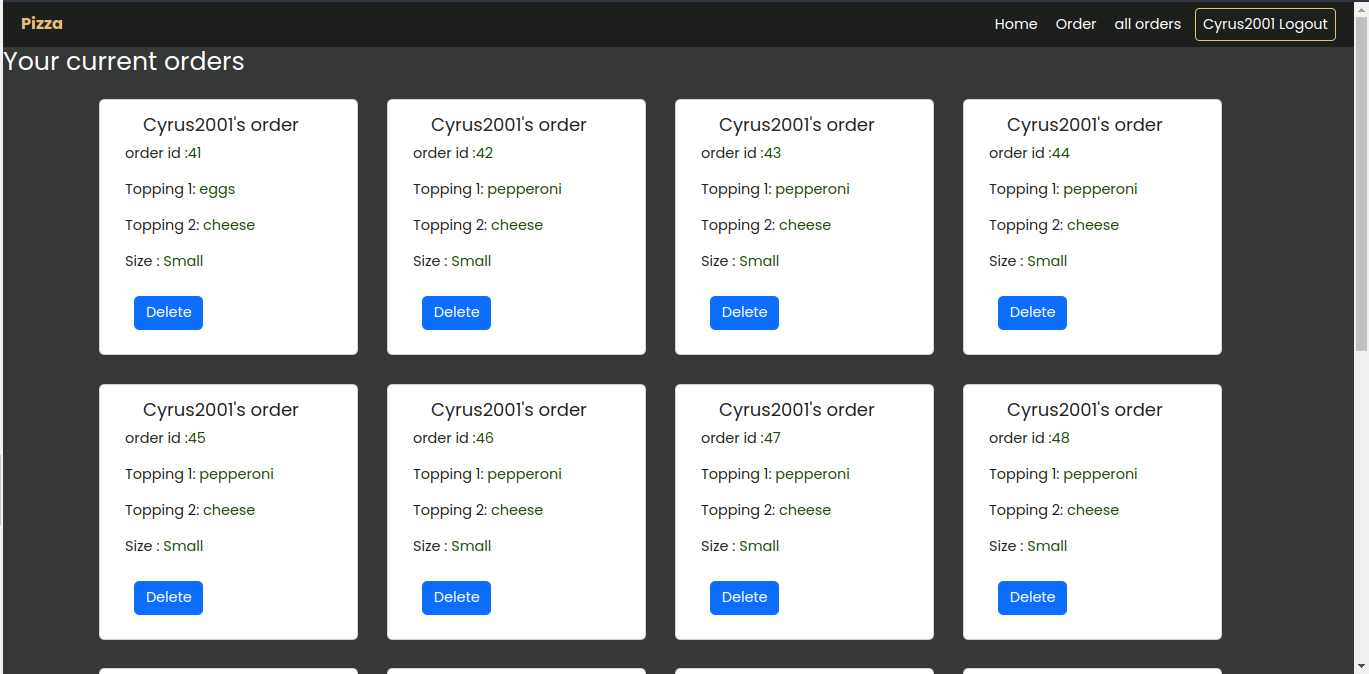 Pizza
Home Order all orders Cyrus2001 Logout
Your current orders
Cyrus2001's order
order id :41
Topping 1: eggs
Topping 2: cheese
Size : Small
Delete
Cyrus2001's order
order id :42
Topping 1: pepperoni
Topping 2: cheese
Size : Small
Delete
Cyrus2001's order
order id :43
Topping 1: pepperoni
Topping 2: cheese
Size : Small
Delete
Cyrus2001's order
order id :44
Topping 1: pepperoni
Topping 2: cheese
Size : Small
Delete
Cyrus2001's order
order id :45
Topping 1: pepperoni
Topping 2: cheese
Size : Small
Delete
Cyrus2001's order
order id :46
Topping 1: pepperoni
Topping 2: cheese
Size : Small
Delete
Cyrus2001's order
order id :47
Topping 1: pepperoni
Topping 2: cheese
Size : Small
Delete
Cyrus2001's order
order id :48
Topping 1: pepperoni
Topping 2: cheese
Size : Small
Delete